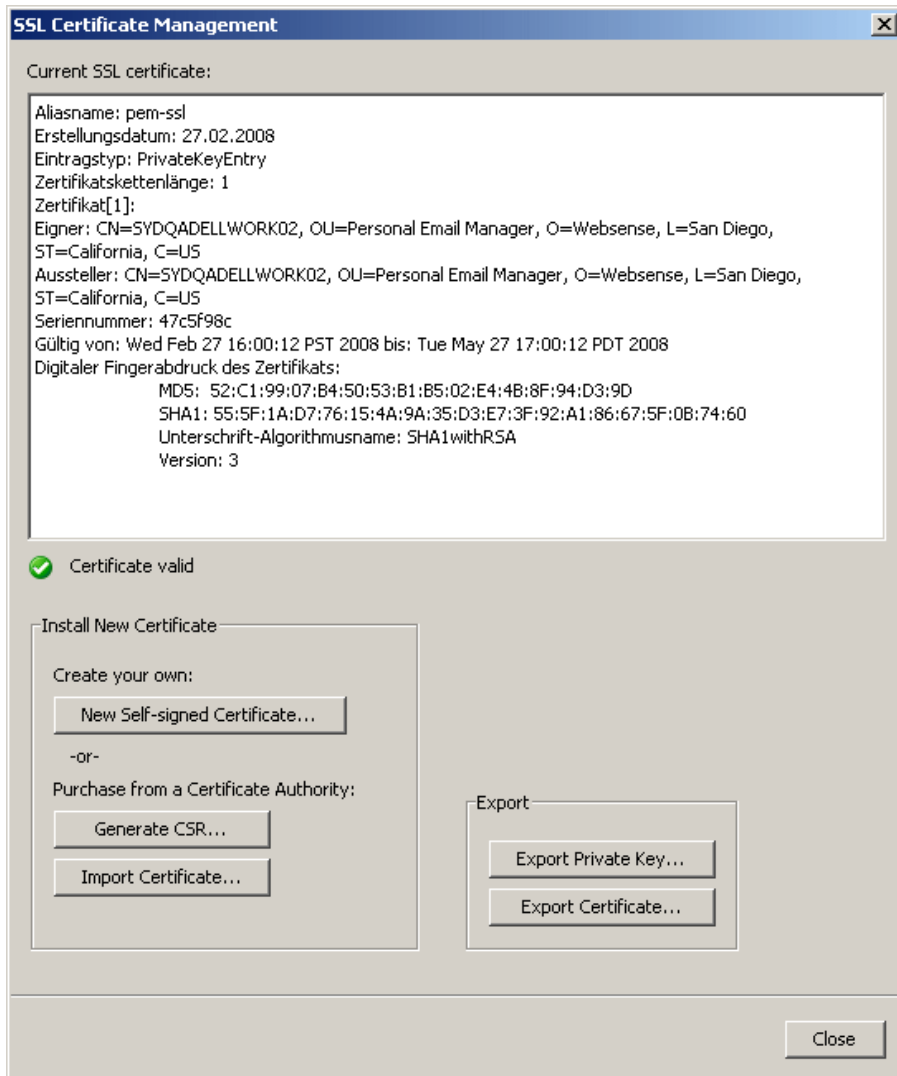 SSL Certificate Management
Current SSL certificate:
Aliasname: pem-ssl
Erstellungsdatum: 27.02.2008
Eintragstyp: PrivateKeyEntry
Zertifikatskettenlänge: 1
Zertifikat[1]:
Eigner: CN=SYDQADELLWORK02, OU=Personal Email Manager, O=Websense, L=San Diego,
ST=California, C=US
Aussteller: CN=SYDQADELLWORK02, OU=Personal Email Manager, O=Websense, L=San Diego,
ST=California, C=US
Seriennummer: 47c5f98c
Gültig von: Wed Feb 27 16:00:12 PST 2008 bis: Tue May 27 17:00:12 PDT 2008
Digitaler Fingerabdruck des Zertifikats:
MD5: 52:C1:99:07:B4:50:53:B1:B5:02:E4:4B:8F:94:D3:9D
SHA1: 55:5F:1A:D7:76:15:4A:9A:35:D3:E7:3F:92:A1:86:67:5F:0B:74:60
Unterschrift-Algorithmusname: SHA1withRSA
Version: 3
Certificate valid
Install New Certificate
Create your own:
New Self-signed Certificate...
-or-
Purchase from a Certificate Authority:
Generate CSR...
Import Certificate...
Export
Export Private Key...
Export Certificate...
Close